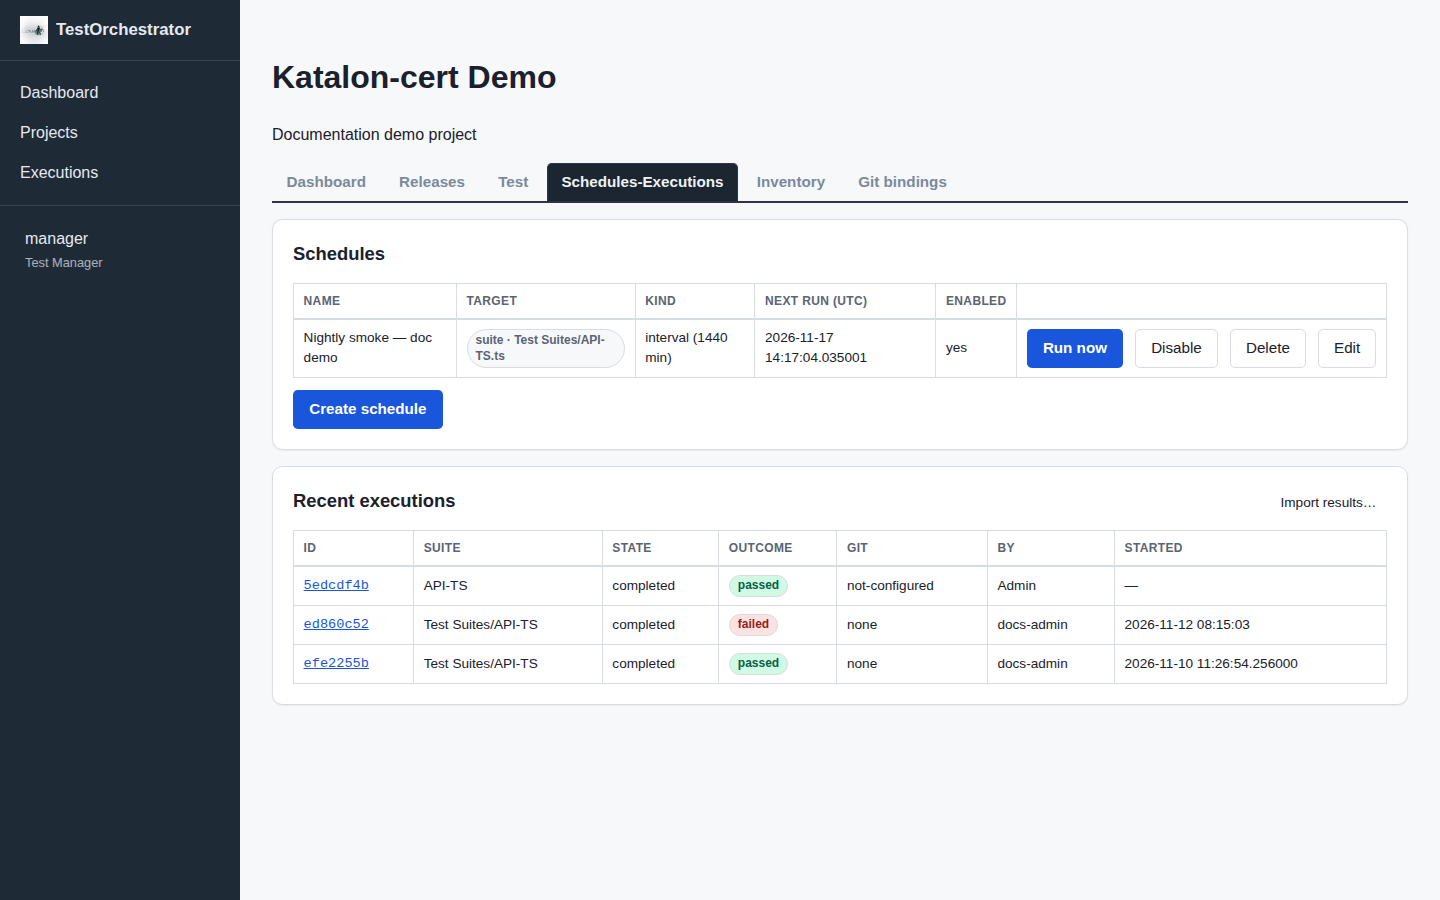 TestOrchestrator
Dashboard
Projects
Executions
manager
Test Manager
Katalon-cert Demo
Documentation demo project
Dashboard Releases Test Schedules-Executions Inventory Git bindings
Schedules
NAME TARGET KIND NEXT RUN (UTC) ENABLED
Nightly smoke — doc demo
suite · Test Suites/API-TS.ts
interval (1440 min)
2026-11-17 14:17:04.035001
yes
Run now Disable Delete Edit
Create schedule
Recent executions
Import results…
ID SUITE STATE OUTCOME GIT BY STARTED
5edcdf4b API-TS completed passed not-configured Admin —
ed860c52 Test Suites/API-TS completed failed none docs-admin 2026-11-12 08:15:03
efe2255b Test Suites/API-TS completed passed none docs-admin 2026-11-10 11:26:54.256000